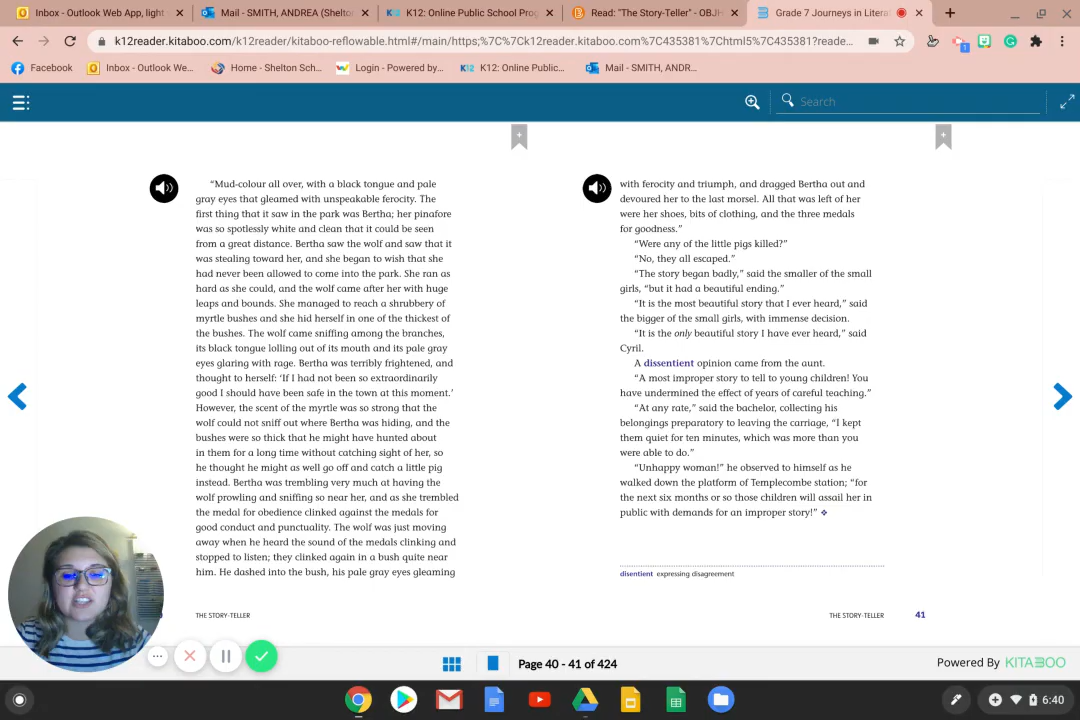 Inbox - Outlook Web App, light
Mail - SMITH, ANDREA (Shelto
K12: Online Public School Prog
Read: "The Story-Teller" - OBJH
Grade 7 Journeys in Litera
k12reader.kitaboo.com/k12reader/kitaboo-reflowable.html#/main/https;%7C%7Ck12reader.kitaboo.com%7C435381%7Chtml5%7C435381?reade...
Facebook
Inbox - Outlook We...
Home - Shelton Sch...
Login - Powered by...
K12: Online Public...
Mail - SMITH, ANDR...
Search
“Mud-colour all over, with a black tongue and pale
gray eyes that gleamed with unspeakable ferocity. The
first thing that it saw in the park was Bertha; her pinafore
was so spotlessly white and clean that it could be seen
from a great distance. Bertha saw the wolf and saw that it
was stealing toward her, and she began to wish that she
had never been allowed to come into the park. She ran as
hard as she could, and the wolf came after her with huge
leaps and bounds. She managed to reach a shrubbery of
myrtle bushes and she hid herself in one of the thickest of
the bushes. The wolf came sniffing among the branches,
its black tongue lolling out of its mouth and its pale gray
eyes glaring with rage. Bertha was terribly frightened, and
thought to herself: ‘If I had not been so extraordinarily
good I should have been safe in the town at this moment.’
However, the scent of the myrtle was so strong that the
wolf could not sniff out where Bertha was hiding, and the
bushes were so thick that he might have hunted about
in them for a long time without catching sight of her, so
he thought he might as well go off and catch a little pig
instead. Bertha was trembling very much at having the
wolf prowling and sniffing so near her, and as she trembled
the medal for obedience clinked against the medals for
good conduct and punctuality. The wolf was just moving
away when he heard the sound of the medals clinking and
stopped to listen; they clinked again in a bush quite near
him. He dashed into the bush, his pale gray eyes gleaming
THE STORY-TELLER
with ferocity and triumph, and dragged Bertha out and
devoured her to the last morsel. All that was left of her
were her shoes, bits of clothing, and the three medals
for goodness.”
“Were any of the little pigs killed?”
“No, they all escaped.”
“The story began badly,” said the smaller of the small
girls, “but it had a beautiful ending.”
“It is the most beautiful story that I ever heard,” said
the bigger of the small girls, with immense decision.
“It is the only beautiful story I have ever heard,” said
Cyril.
A dissentient opinion came from the aunt.
“A most improper story to tell to young children! You
have undermined the effect of years of careful teaching.”
“At any rate,” said the bachelor, collecting his
belongings preparatory to leaving the carriage, “I kept
them quiet for ten minutes, which was more than you
were able to do.”
“Unhappy woman!” he observed to himself as he
walked down the platform of Templecombe station; “for
the next six months or so those children will assail her in
public with demands for an improper story!” ❖
disentient expressing disagreement
THE STORY-TELLER 41
Page 40 - 41 of 424
Powered By KITABOO
6:40